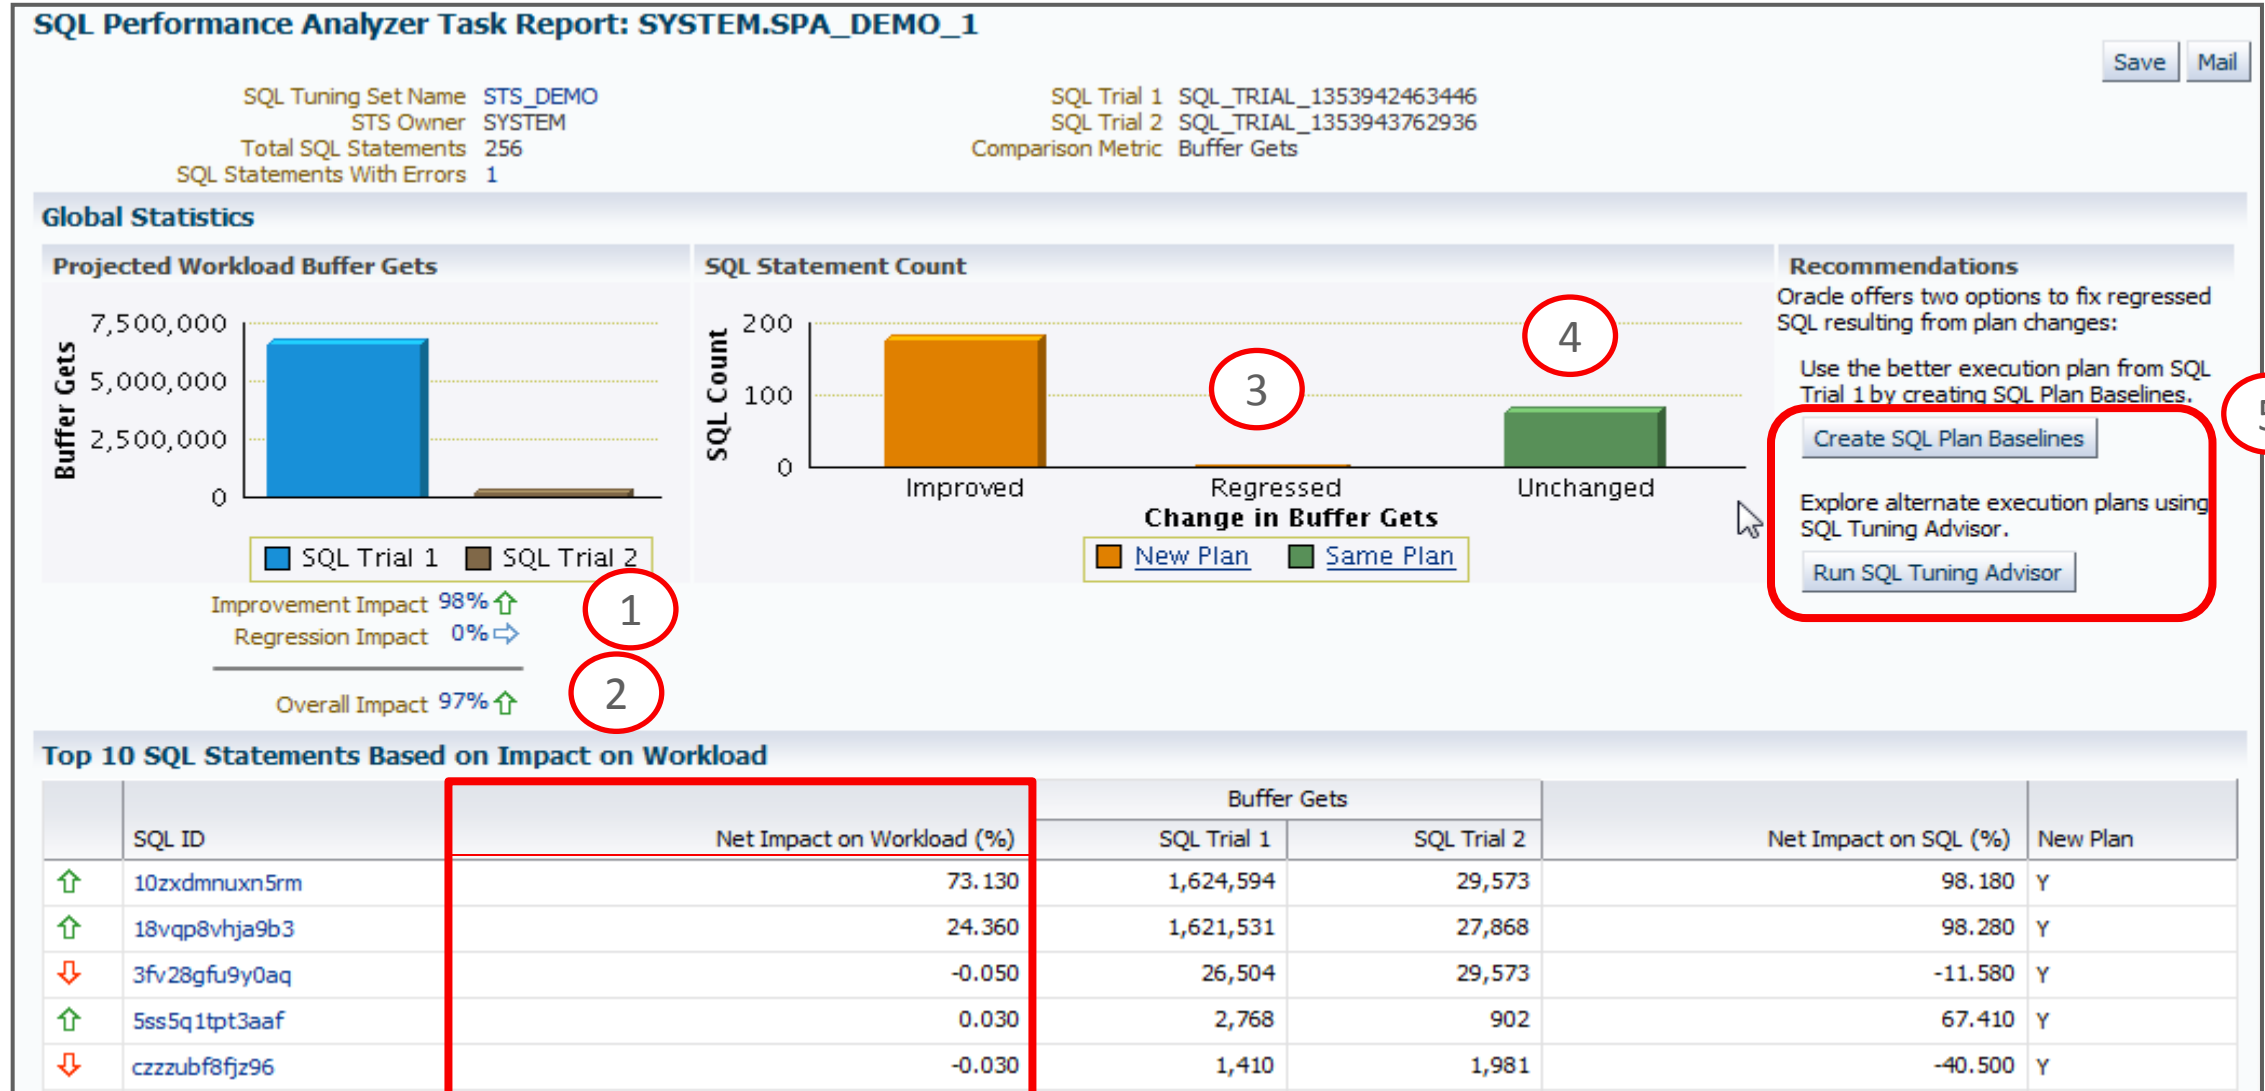 SQL Performance Analyzer Task Report: SYSTEM.SPA_DEMO_1
Save Mail
SQL Tuning Set Name STS_DEMO
STS Owner SYSTEM
Total SQL Statements 256
SQL Statements With Errors 1
SQL Trial 1 SQL_TRIAL_1353942463446
SQL Trial 2 SQL_TRIAL_1353943762936
Comparison Metric Buffer Gets
Global Statistics
Projected Workload Buffer Gets
Buffer Gets
7,500,000
5,000,000
2,500,000
0
SQL Trial 1 SQL Trial 2
Improvement Impact 98%
Regression Impact 0%
1
Overall Impact 97%
2
SQL Statement Count
SQL Count
200
100
0
3
4
Improved Regressed Unchanged
Change in Buffer Gets
New Plan Same Plan
Recommendations
Oracle offers two options to fix regressed
SQL resulting from plan changes:
Use the better execution plan from SQL
Trial 1 by creating SQL Plan Baselines.
Create SQL Plan Baselines
Explore alternate execution plans using
SQL Tuning Advisor.
Run SQL Tuning Advisor
Top 10 SQL Statements Based on Impact on Workload
Buffer Gets
SQL ID Net Impact on Workload (%) SQL Trial 1 SQL Trial 2 Net Impact on SQL (%) New Plan
10zxdmnuxn5rm 73.130 1,624,594 29,573 98.180 Y
18vqp8vhja9b3 24.360 1,621,531 27,868 98.280 Y
3fv28gfu9y0aq -0.050 26,504 29,573 -11.580 Y
5ss5q1tpt3aaf 0.030 2,768 902 67.410 Y
czzzubf8fjz96 -0.030 1,410 1,981 -40.500 Y